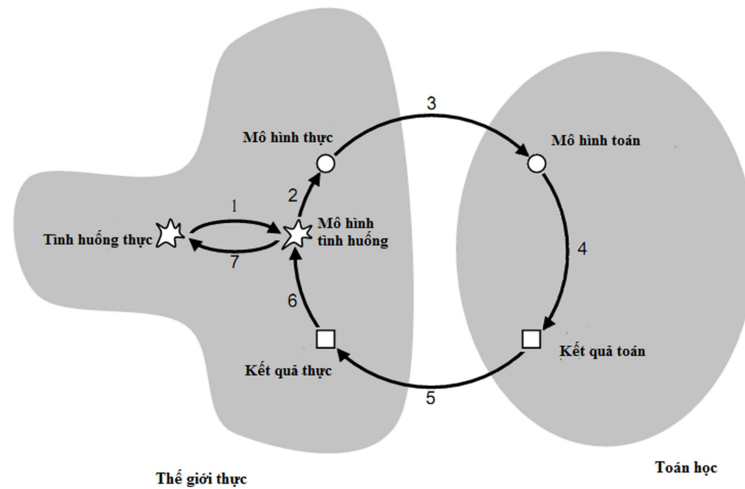 3
Mô hình thực
Mô hình toán
2
1
Tình huống thực
Mô hình
tình huống
7
4
6
Kết quả thực
Kết quả toán
5
Thế giới thực
Toán học